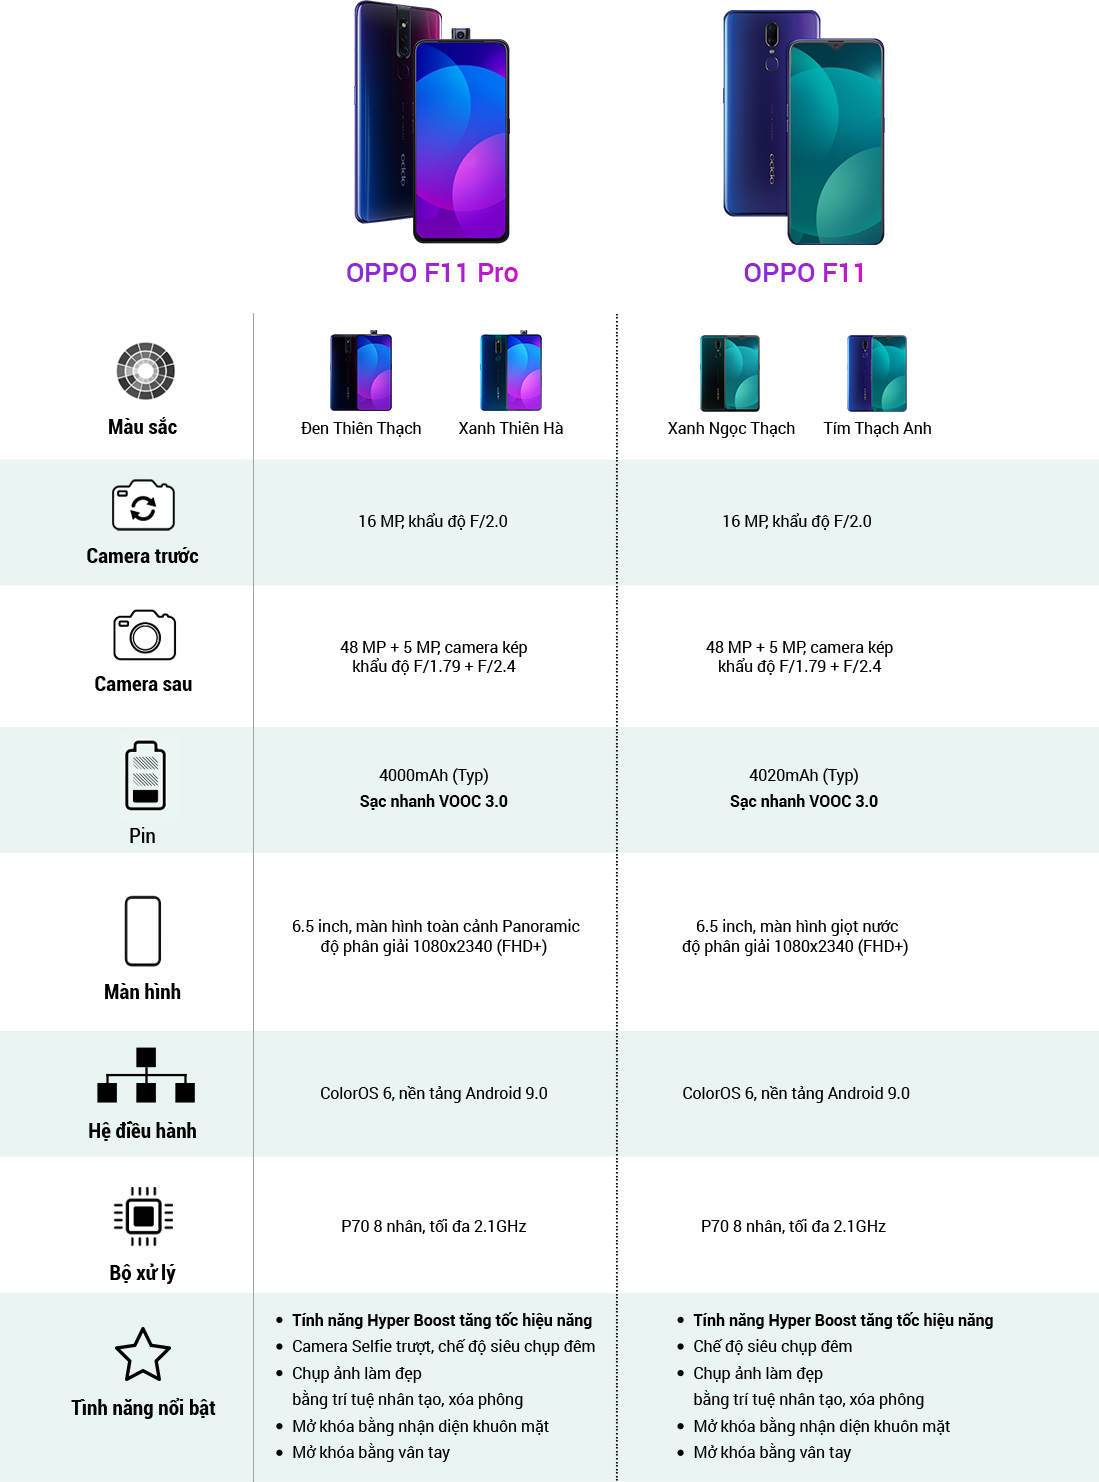 oppo
oppo
OPPO F11 Pro
OPPO F11
Màu sắc
Đen Thiên Thạch
Xanh Thiên Hà
Xanh Ngọc Thạch
Tím Thạch Anh
Camera trước
16 MP, khẩu độ F/2.0
16 MP, khẩu độ F/2.0
Camera sau
48 MP + 5 MP, camera kép
khẩu độ F/1.79 + F/2.4
48 MP + 5 MP, camera kép
khẩu độ F/1.79 + F/2.4
Pin
4000mAh (Typ)
Sạc nhanh VOOC 3.0
4020mAh (Typ)
Sạc nhanh VOOC 3.0
Màn hình
6.5 inch, màn hình toàn cảnh Panoramic
độ phân giải 1080x2340 (FHD+)
6.5 inch, màn hình giọt nước
độ phân giải 1080x2340 (FHD+)
Hệ điều hành
ColorOS 6, nền tảng Android 9.0
ColorOS 6, nền tảng Android 9.0
Bộ xử lý
P70 8 nhân, tối đa 2.1GHz
P70 8 nhân, tối đa 2.1GHz
Tình năng nổi bật
• Tính năng Hyper Boost tăng tốc hiệu năng
• Camera Selfie trượt, chế độ siêu chụp đêm
• Chụp ảnh làm đẹp
bằng trí tuệ nhân tạo, xóa phông
• Mở khóa bằng nhận diện khuôn mặt
• Mở khóa bằng vân tay
• Tính năng Hyper Boost tăng tốc hiệu năng
• Chế độ siêu chụp đêm
• Chụp ảnh làm đẹp
bằng trí tuệ nhân tạo, xóa phông
• Mở khóa bằng nhận diện khuôn mặt
• Mở khóa bằng vân tay